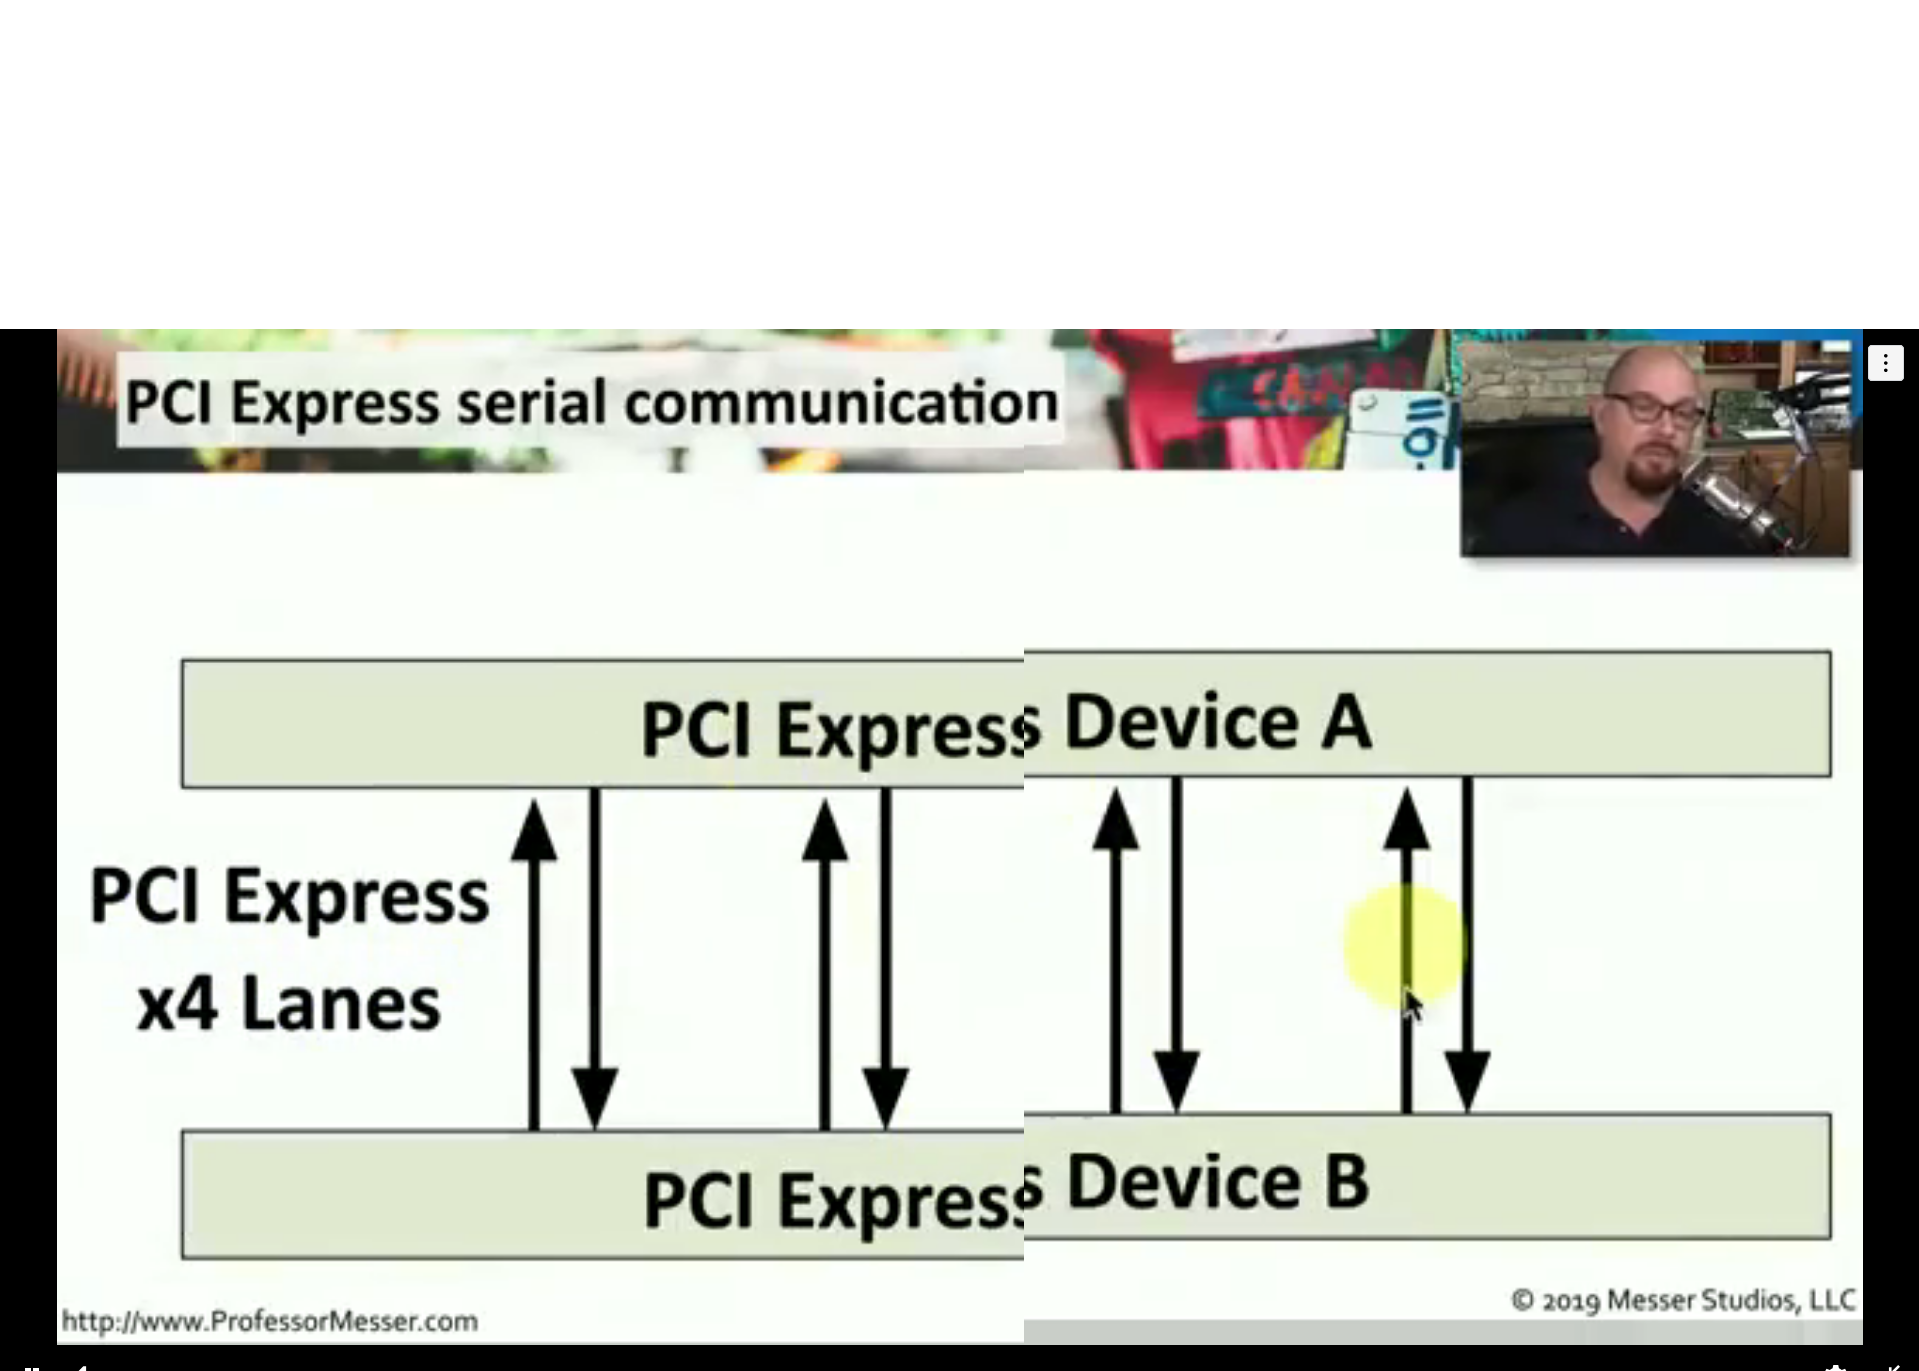 PCI Express serial communication
PCI Express Device A
PCI Express
x4 Lanes
PCI Express Device B
http://www.ProfessorMesser.com
© 2019 Messer Studios, LLC